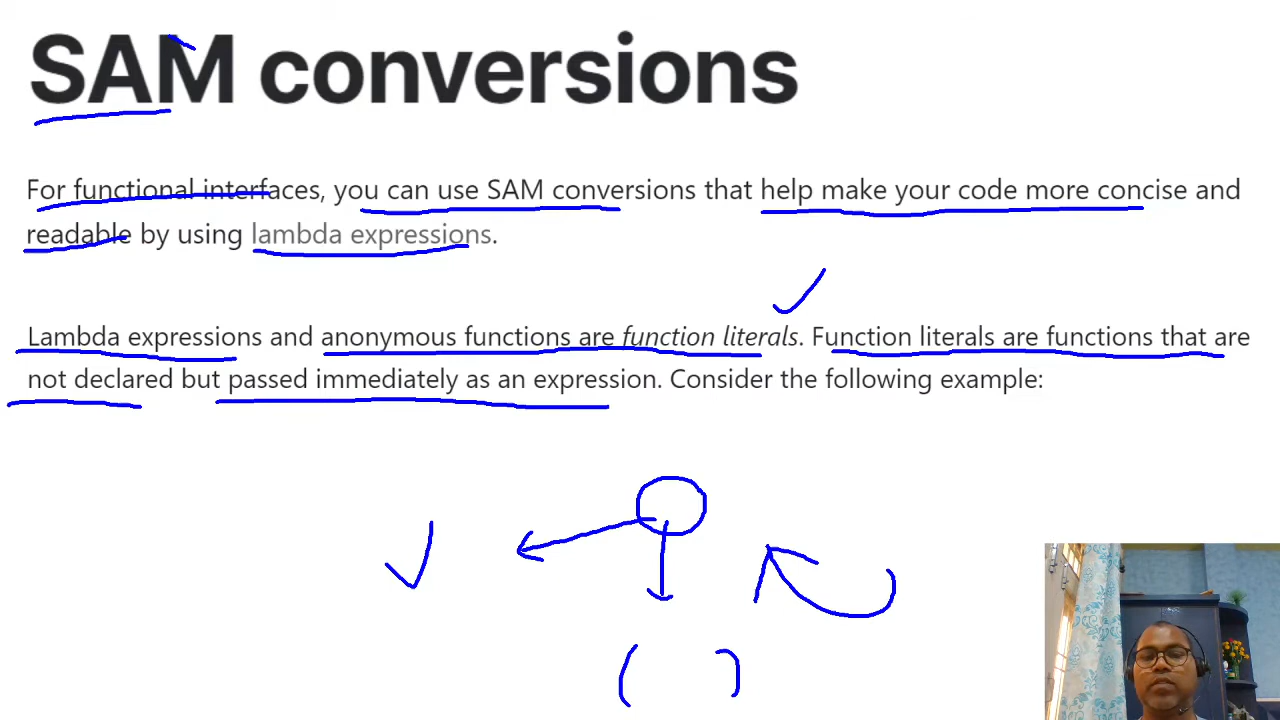 SAM conversions
For functional interfaces, you can use SAM conversions that help make your code more concise and
readable by using lambda expressions.
Lambda expressions and anonymous functions are function literals. Function literals are functions that are
not declared but passed immediately as an expression. Consider the following example:
( )